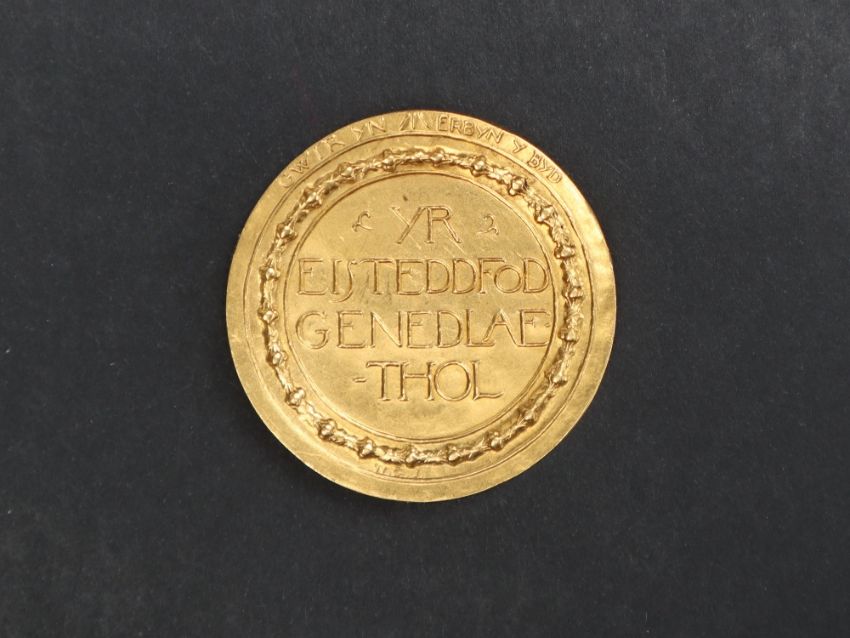 GWIR YN ERBYN Y BYD
YR
EISTEDDFOD
GENEDLAE
-THOL